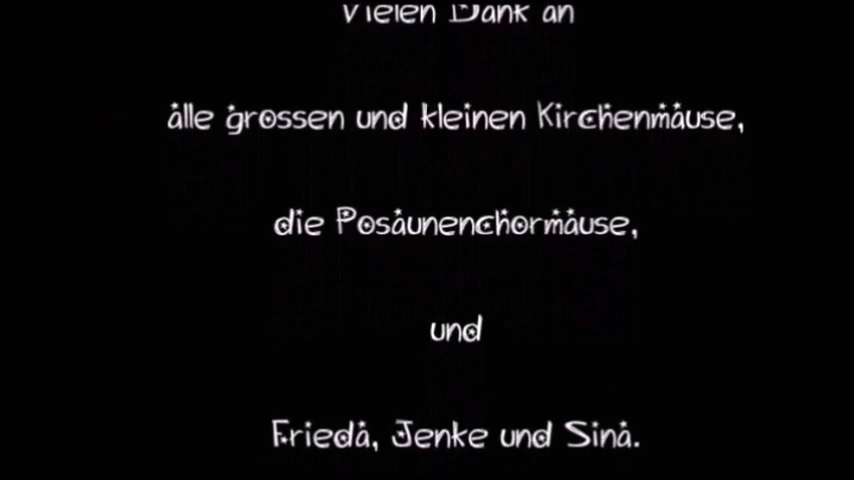 Vielen Dank an
alle grossen und kleinen Kirchenmäuse,
die Posaunenchormäuse,
und
Frieda, Jenke und Sina.